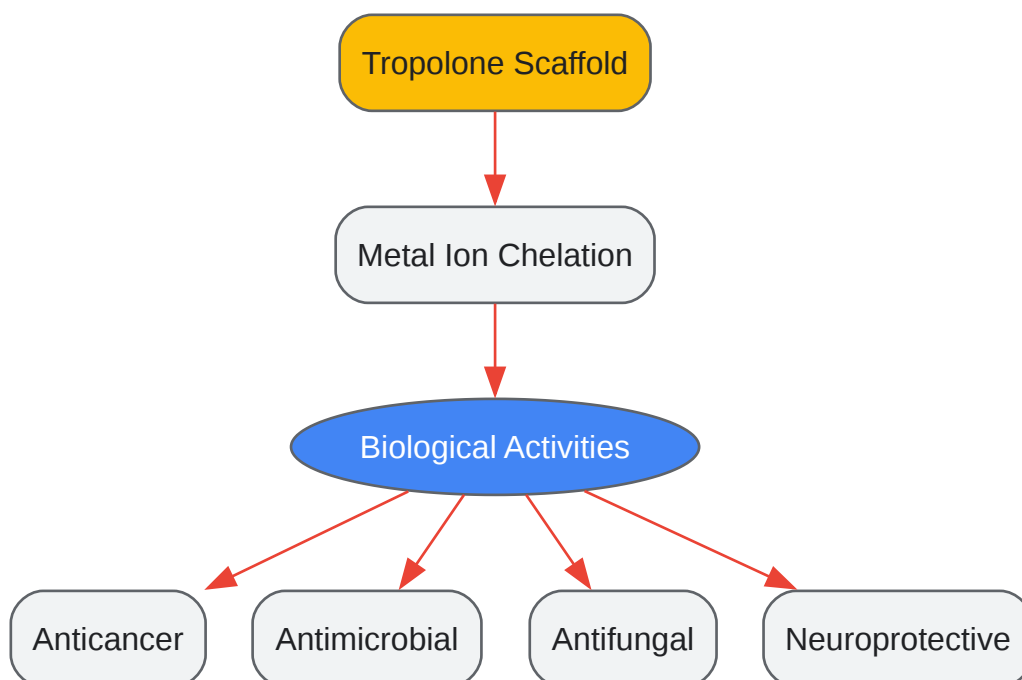 Tropolone Scaffold
Metal Ion Chelation
Biological Activities
Anticancer
Antimicrobial
Antifungal
Neuroprotective